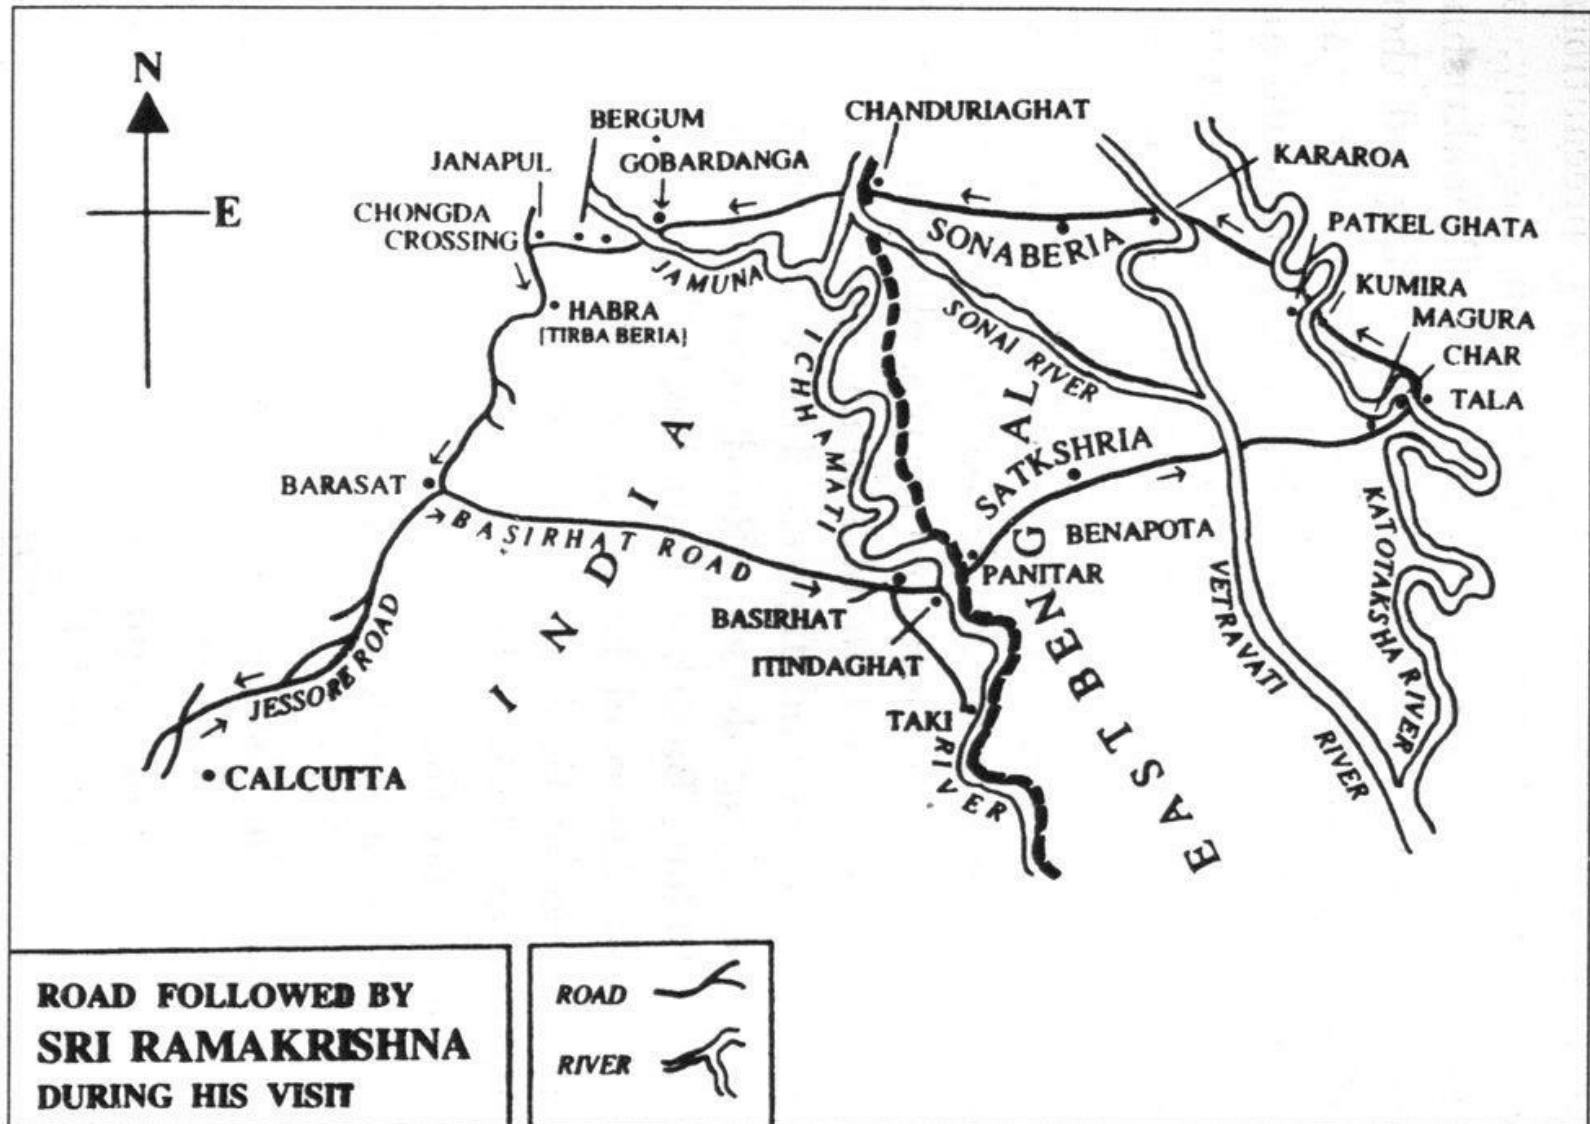 N
E
BERGUM
CHANDURIAGHAT
JANAPUL
GOBARDANGA
KARAROA
CHONGDA
CROSSING
PATKEL GHATA
SONABERIA
JAMUNA
KUMIRA
HABRA
[TIRBA BERIA]
MAGURA
SONAI RIVER
CHAR
TALA
ICHHAMATI
RIVER
INDIA
SATKSHRIA
BARASAT
BASIRHAT ROAD
BENAPOTA
PANITAR
BASIRHAT
ITINDAGHAT
TAKI
VETRAVATI
RIVER
KATOTAKSHA RIVER
EAST BENGAL
JESSORE ROAD
CALCUTTA
ROAD FOLLOWED BY
SRI RAMAKRISHNA
DURING HIS VISIT
ROAD
RIVER